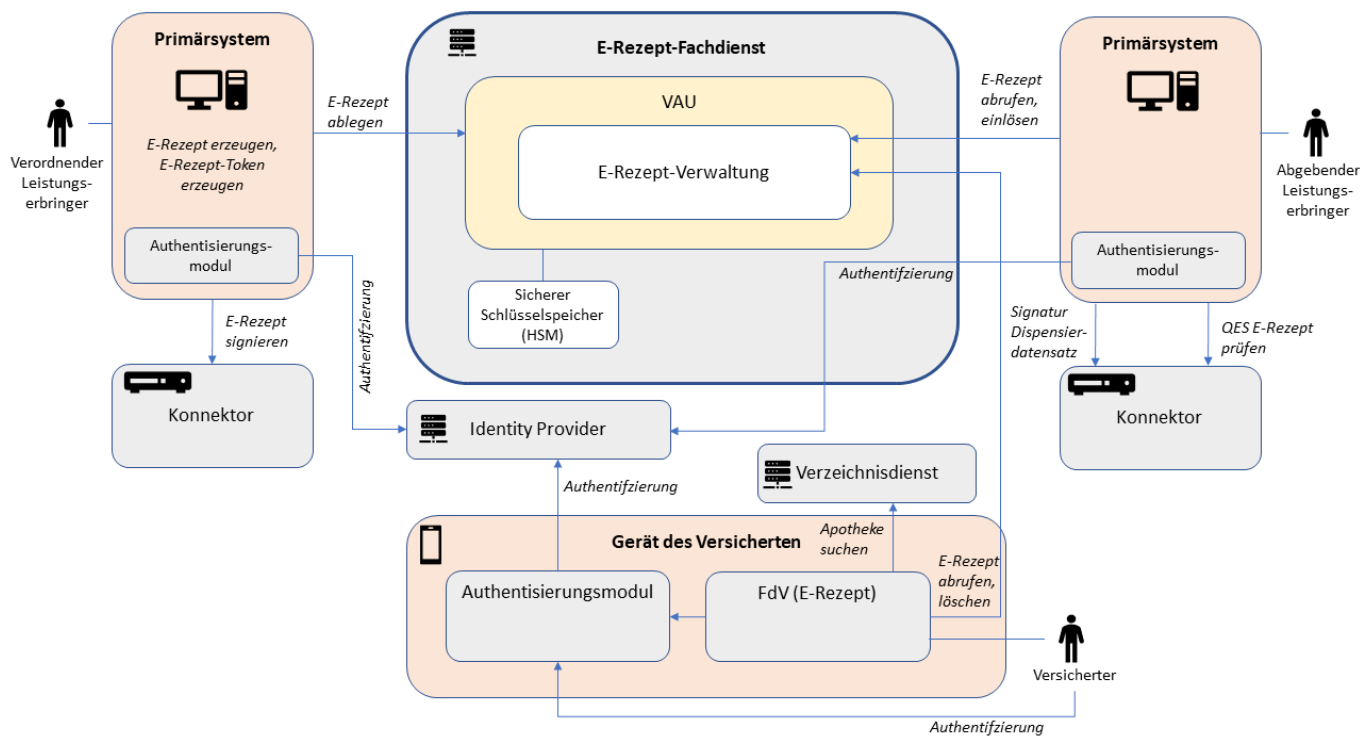 Primärsystem
E-Rezept erzeugen,
E-Rezept-Token
erzeugen
Authentisierungs-
modul
Verordnender
Leistungs-
erbringer
E-Rezept
ablegen
E-Rezept
signieren
Konnektor
Authentifzierung
E-Rezept-Fachdienst
VAU
E-Rezept-Verwaltung
Sicherer
Schlüsselspeicher
(HSM)
E-Rezept
abrufen,
einlösen
Primärsystem
Authentisierungs-
modul
Abgebender
Leistungs-
erbringer
Authentifzierung
Signatur
Dispensier-
datensatz
QES E-Rezept
prüfen
Konnektor
Identity Provider
Authentifzierung
Verzeichnisdienst
Apotheke
suchen
Gerät des Versicherten
Authentisierungsmodul
FdV (E-Rezept)
E-Rezept
abrufen,
löschen
Versicherter
Authentifzierung